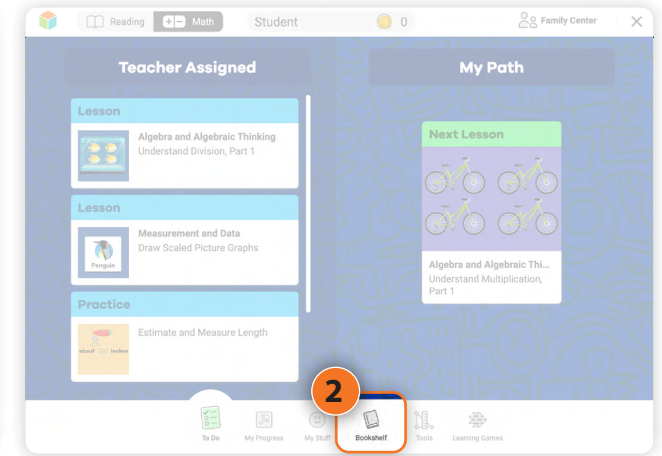 Reading
Math
Student
0
Family Center
Teacher Assigned
My Path
Lesson
Algebra and Algebraic Thinking
Understand Division, Part 1
Lesson
Measurement and Data
Draw Scaled Picture Graphs
Penguin
Practice
Estimate and Measure Length
about inches
Next Lesson
Algebra and Algebraic Thi...
Understand Multiplication,
Part 1
2
To Do
My Progress
My Stuff
Bookshelf
Tools
Learning Games